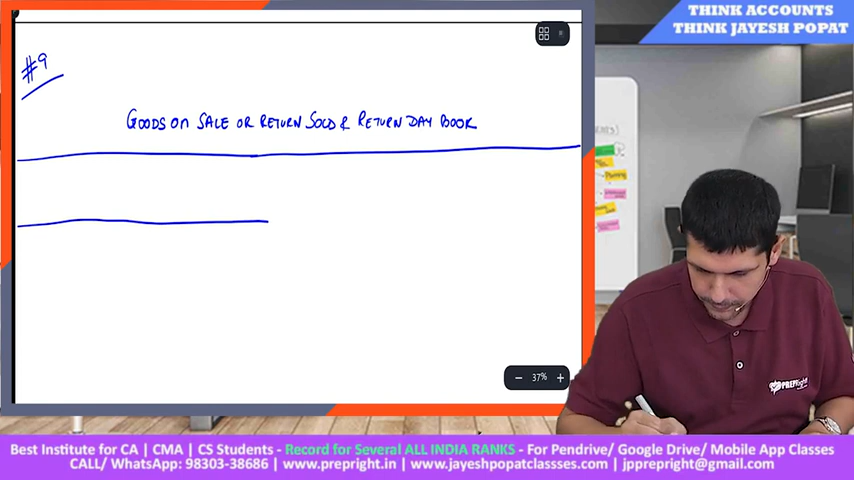 THINK ACCOUNTS
THINK JAYESH POPAT
#9
GOODS ON SALE OR RETURN SOLD & RETURN DAY BOOK
Planning
37%
PREPRight
Best Institute for CA | CMA | CS Students - Record for Several ALL INDIA RANKS - For Pendrive/ Google Drive/ Mobile App Classes
CALL/ WhatsApp: 98303-38686 | www.prepright.in | www.jayeshpopatclassses.com | jpprepright@gmail.com